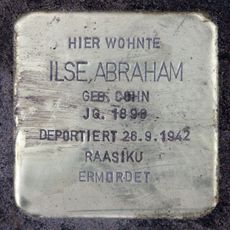 HIER WOHNTE
ILSE ABRAHAM
GEB. COHN
JG. 1898
DEPORTIERT 26.9.1942
RAASIKU
ERMORDET